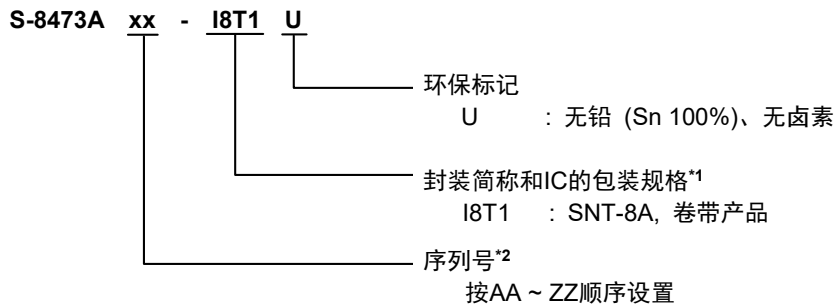 S-8473A xx - I8T1 U
环保标记
U : 无铅 (Sn 100%)、无卤素
封装简称和IC的包装规格*1
I8T1 : SNT-8A, 卷带产品
序列号*2
按AA ~ ZZ顺序设置